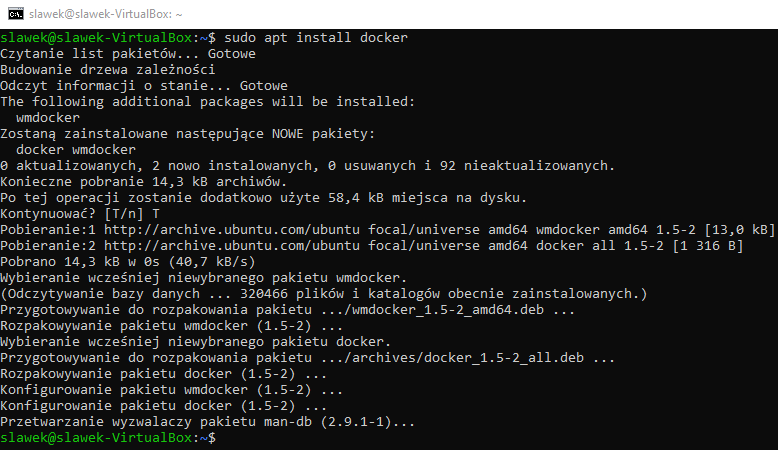 slawek@slawek-VirtualBox: ~
slawek@slawek-VirtualBox:~$ sudo apt install docker
Czytanie list pakietów... Gotowe
Budowanie drzewa zależności
Odczyt informacji o stanie... Gotowe
The following additional packages will be installed:
  wmdocker
Zostaną zainstalowane następujące NOWE pakiety:
  docker wmdocker
0 aktualizowanych, 2 nowo instalowanych, 0 usuwanych i 92 nieaktualizowanych.
Konieczne pobranie 14,3 kB archiwów.
Po tej operacji zostanie dodatkowo użyte 58,4 kB miejsca na dysku.
Kontynuować? [T/n] T
Pobieranie:1 http://archive.ubuntu.com/ubuntu focal/universe amd64 wmdocker amd64 1.5-2 [13,0 kB]
Pobieranie:2 http://archive.ubuntu.com/ubuntu focal/universe amd64 docker all 1.5-2 [1 316 B]
Pobrano 14,3 kB w 0s (40,7 kB/s)
Wybieranie wcześniej niewybranego pakietu wmdocker.
(Odczytywanie bazy danych ... 320466 plików i katalogów obecnie zainstalowanych.)
Przygotowywanie do rozpakowania pakietu .../wmdocker_1.5-2_amd64.deb ...
Rozpakowywanie pakietu wmdocker (1.5-2) ...
Wybieranie wcześniej niewybranego pakietu docker.
Przygotowywanie do rozpakowania pakietu .../archives/docker_1.5-2_all.deb ...
Rozpakowywanie pakietu docker (1.5-2) ...
Konfigurowanie pakietu wmdocker (1.5-2) ...
Konfigurowanie pakietu docker (1.5-2) ...
Przetwarzanie wyzwalaczy pakietu man-db (2.9.1-1)...
slawek@slawek-VirtualBox:~$